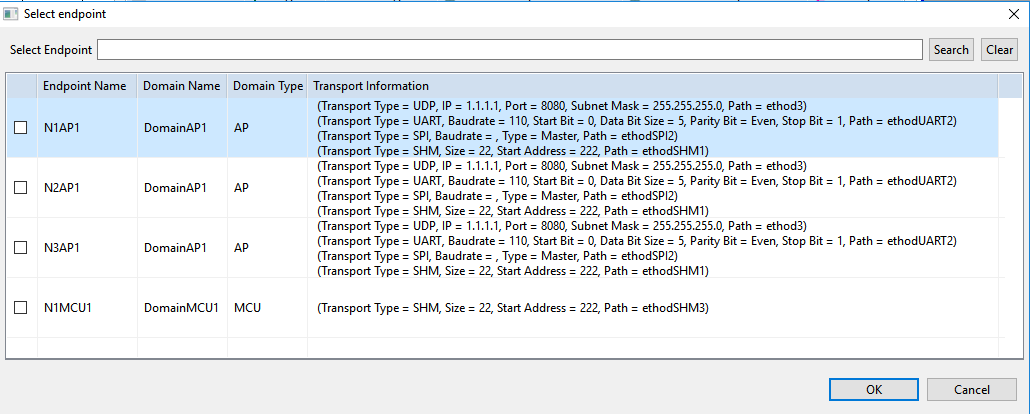 Select endpoint
Select Endpoint Search Clear
Endpoint Name Domain Name Domain Type Transport Information
N1AP1 DomainAP1 AP (Transport Type = UDP, IP = 1.1.1.1, Port = 8080, Subnet Mask = 255.255.255.0, Path = ethod3)
(Transport Type = UART, Baudrate = 110, Start Bit = 0, Data Bit Size = 5, Parity Bit = Even, Stop Bit = 1, Path = ethodUART2)
(Transport Type = SPI, Baudrate = , Type = Master, Path = ethodSPI2)
(Transport Type = SHM, Size = 22, Start Address = 222, Path = ethodSHM1)
N2AP1 DomainAP1 AP (Transport Type = UDP, IP = 1.1.1.1, Port = 8080, Subnet Mask = 255.255.255.0, Path = ethod3)
(Transport Type = UART, Baudrate = 110, Start Bit = 0, Data Bit Size = 5, Parity Bit = Even, Stop Bit = 1, Path = ethodUART2)
(Transport Type = SPI, Baudrate = , Type = Master, Path = ethodSPI2)
(Transport Type = SHM, Size = 22, Start Address = 222, Path = ethodSHM1)
N3AP1 DomainAP1 AP (Transport Type = UDP, IP = 1.1.1.1, Port = 8080, Subnet Mask = 255.255.255.0, Path = ethod3)
(Transport Type = UART, Baudrate = 110, Start Bit = 0, Data Bit Size = 5, Parity Bit = Even, Stop Bit = 1, Path = ethodUART2)
(Transport Type = SPI, Baudrate = , Type = Master, Path = ethodSPI2)
(Transport Type = SHM, Size = 22, Start Address = 222, Path = ethodSHM1)
N1MCU1 DomainMCU1 MCU (Transport Type = SHM, Size = 22, Start Address = 222, Path = ethodSHM3)
OK Cancel